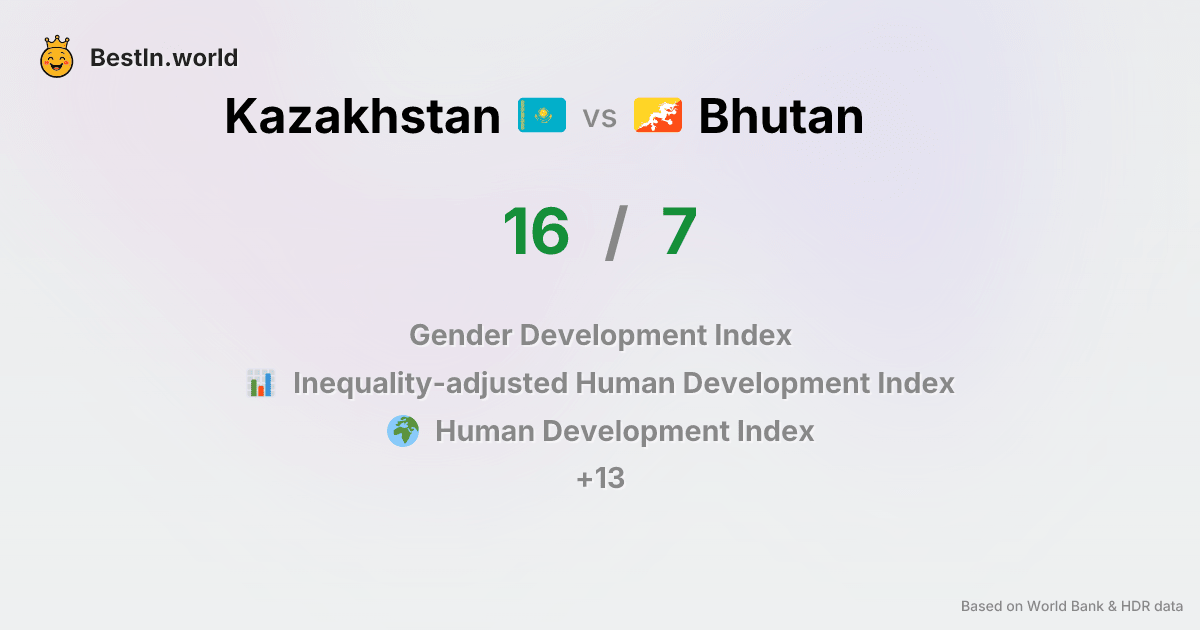 BestIn.world
Kazakhstan vs Bhutan
16 / 7
Gender Development Index
Inequality-adjusted Human Development Index
Human Development Index
+13
Based on World Bank & HDR data